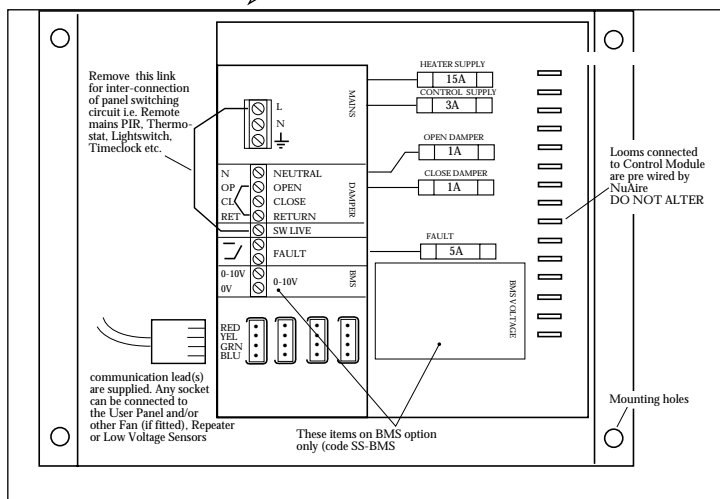 Remove this link
for inter-connection
of panel switching
circuit i.e. Remote
mains PIR, Thermo-
stat, Lightswitch,
Timeclock etc.
L
N
MAINS
HEATER SUPPLY
15A
CONTROL SUPPLY
3A
OPEN DAMPER
1A
CLOSE DAMPER
1A
FAULT
5A
N NEUTRAL
OP OPEN
CL CLOSE
RET RETURN
DAMPER
SW LIVE
FAULT
0-10V
0V
0-10V
BMS
BMS VOLTAGE
RED
YEL
GRN
BLU
communication lead(s)
are supplied. Any socket
can be connected to
the User Panel and/or
other Fan (if fitted), Repeater
or Low Voltage Sensors
These items on BMS option
only (code SS-BMS
Looms connected
to Control Module
are pre wired by
NuAire
DO NOT ALTER
Mounting holes